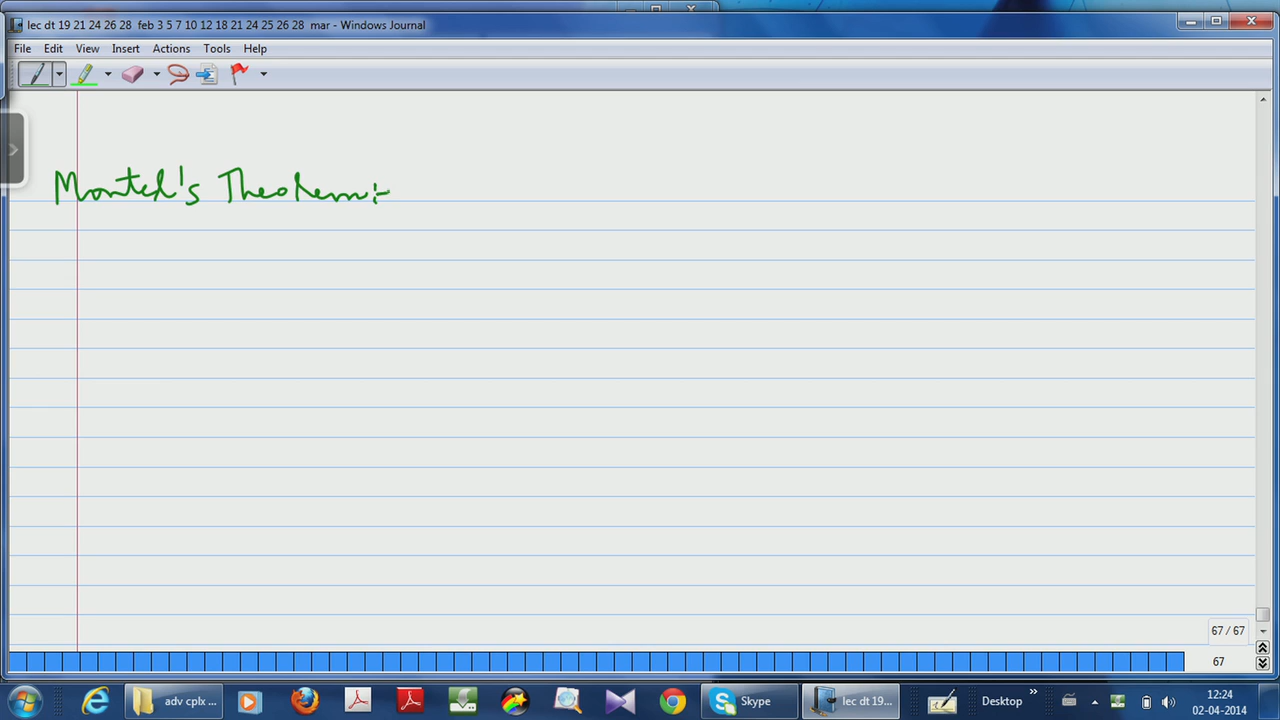 lec dt 19 21 24 26 28 feb 3 5 7 10 12 18 21 24 25 26 28 mar - Windows Journal
File Edit View Insert Actions Tools Help
Montel's Theorem:-
67 / 67
67
adv cplx ...
Skype
lec dt 19...
Desktop
12:24
02-04-2014